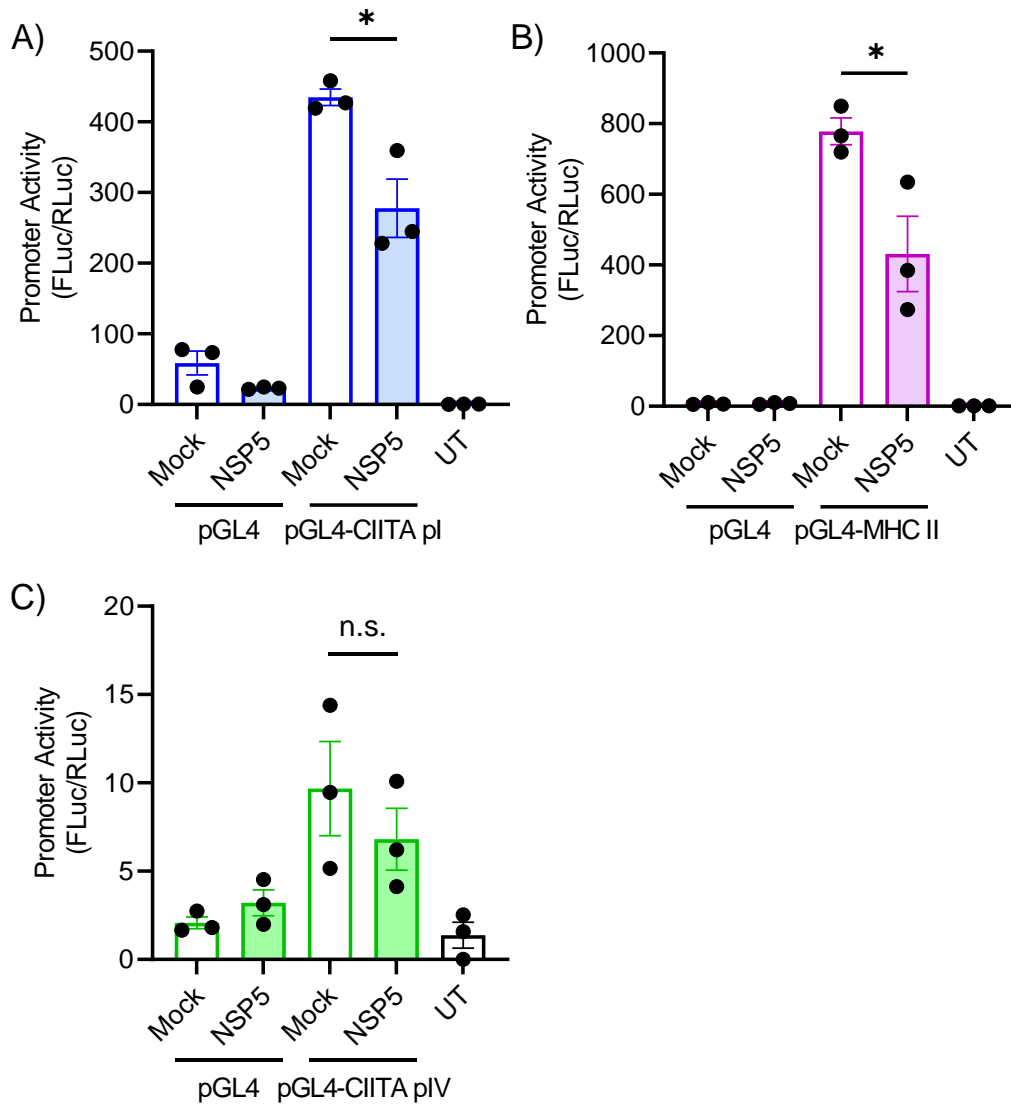 A)
*
Promoter Activity
(FLuc/RLuc)
500
400
300
200
100
0
Mock
NSP5
Mock
NSP5
UT
pGL4
pGL4-CIITA pI
B)
*
Promoter Activity
(FLuc/RLuc)
1000
800
600
400
200
0
Mock
NSP5
Mock
NSP5
UT
pGL4
pGL4-MHC II
C)
n.s.
Promoter Activity
(FLuc/RLuc)
20
15
10
5
0
Mock
NSP5
Mock
NSP5
UT
pGL4
pGL4-CIITA pIV